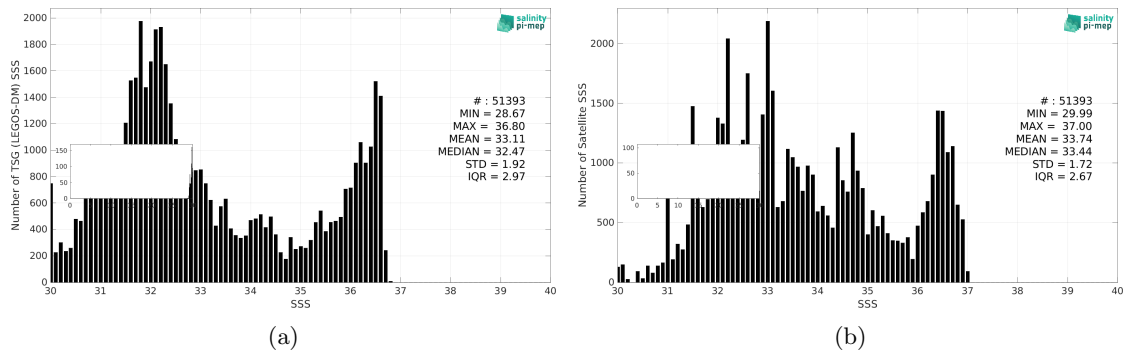 salinity
pi-mep
Number of TSG (LEGOS-DM) SSS
2000
1800
1600
1400
1200
1000
800
600
400
200
0
150
100
50
0
0
# : 51393
MIN = 28.67
MAX = 36.80
MEAN = 33.11
MEDIAN = 32.47
STD = 1.92
IQR = 2.97
30 31 32 33 34 35 36 37 38 39 40
SSS
(a)
salinity
pi-mep
Number of Satellite SSS
2000
1500
1000
500
0
100
50
0
0 5 10
# : 51393
MIN = 29.99
MAX = 37.00
MEAN = 33.74
MEDIAN = 33.44
STD = 1.72
IQR = 2.67
30 31 32 33 34 35 36 37 38 39 40
SSS
(b)